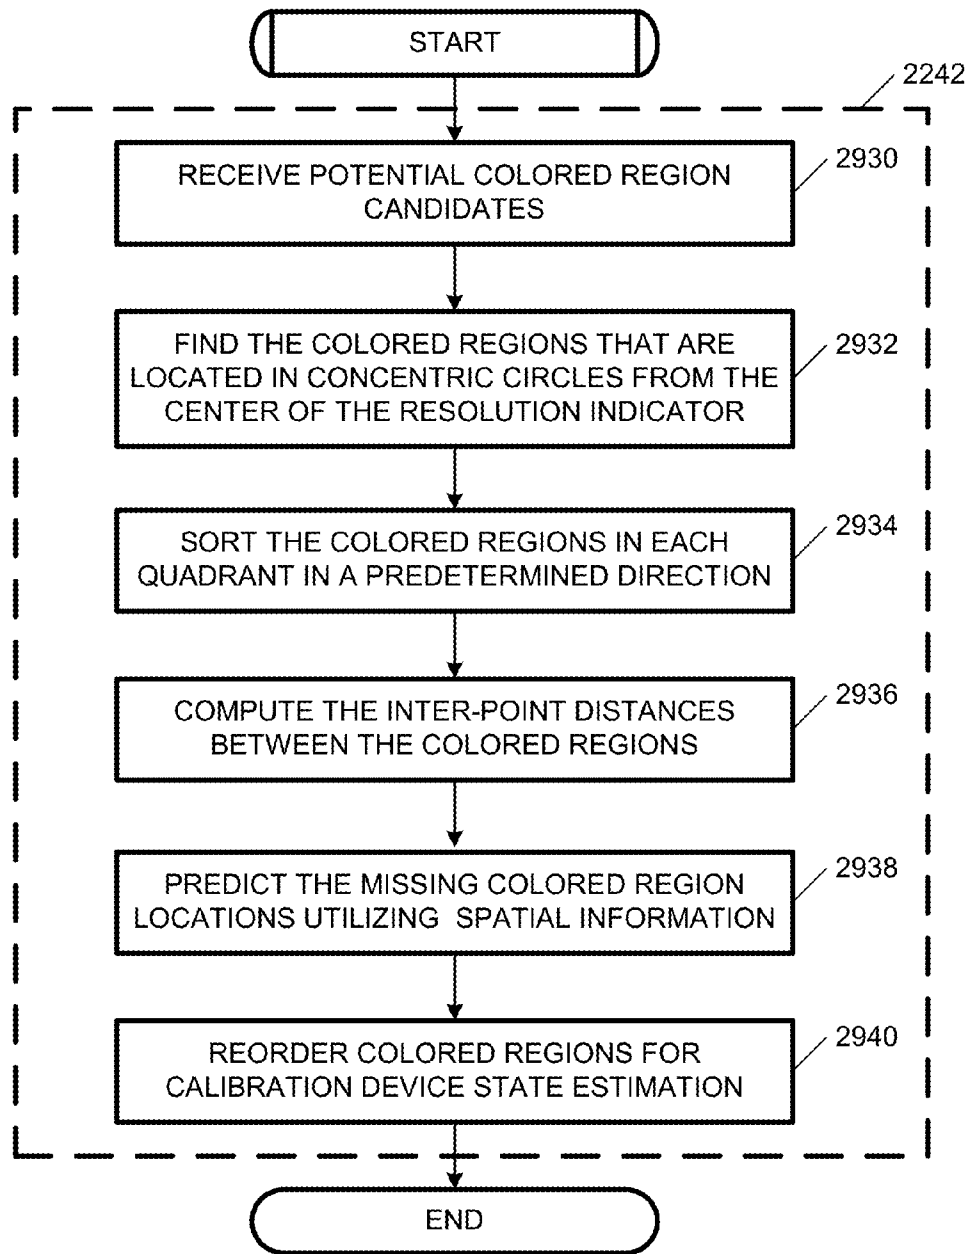 START
2242
RECEIVE POTENTIAL COLORED REGION
CANDIDATES
2930
FIND THE COLORED REGIONS THAT ARE
LOCATED IN CONCENTRIC CIRCLES FROM THE
CENTER OF THE RESOLUTION INDICATOR
2932
SORT THE COLORED REGIONS IN EACH
QUADRANT IN A PREDETERMINED DIRECTION
2934
COMPUTE THE INTER-POINT DISTANCES
BETWEEN THE COLORED REGIONS
2936
PREDICT THE MISSING COLORED REGION
LOCATIONS UTILIZING SPATIAL INFORMATION
2938
REORDER COLORED REGIONS FOR
CALIBRATION DEVICE STATE ESTIMATION
2940
END